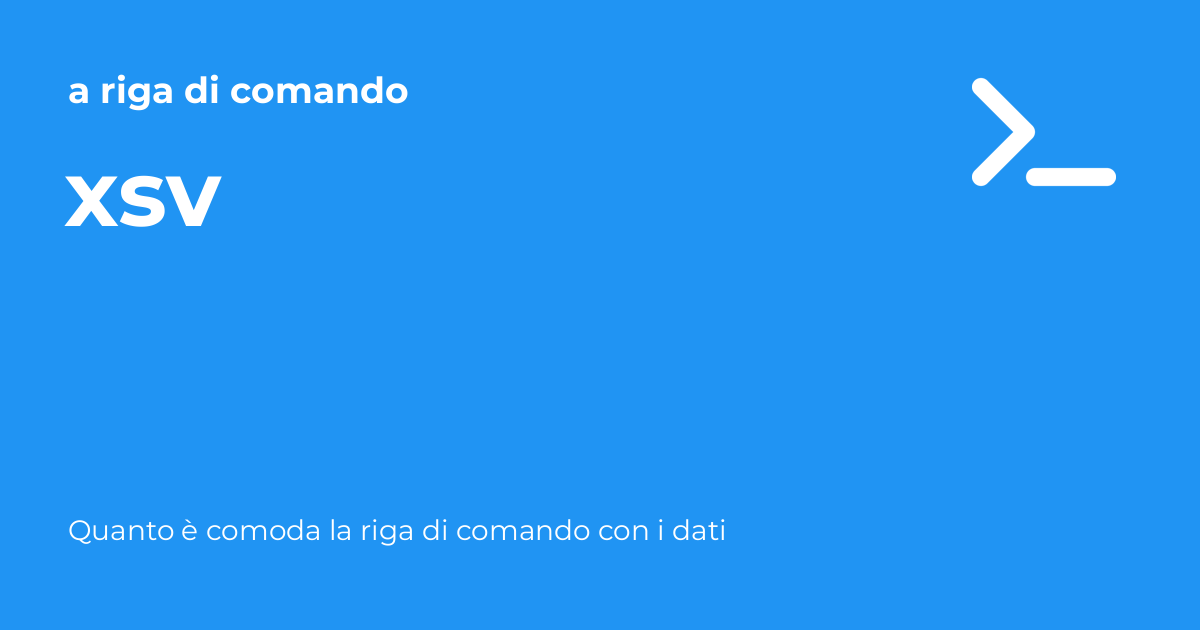 a riga di comando
xsv
Quanto è comoda la riga di comando con i dati